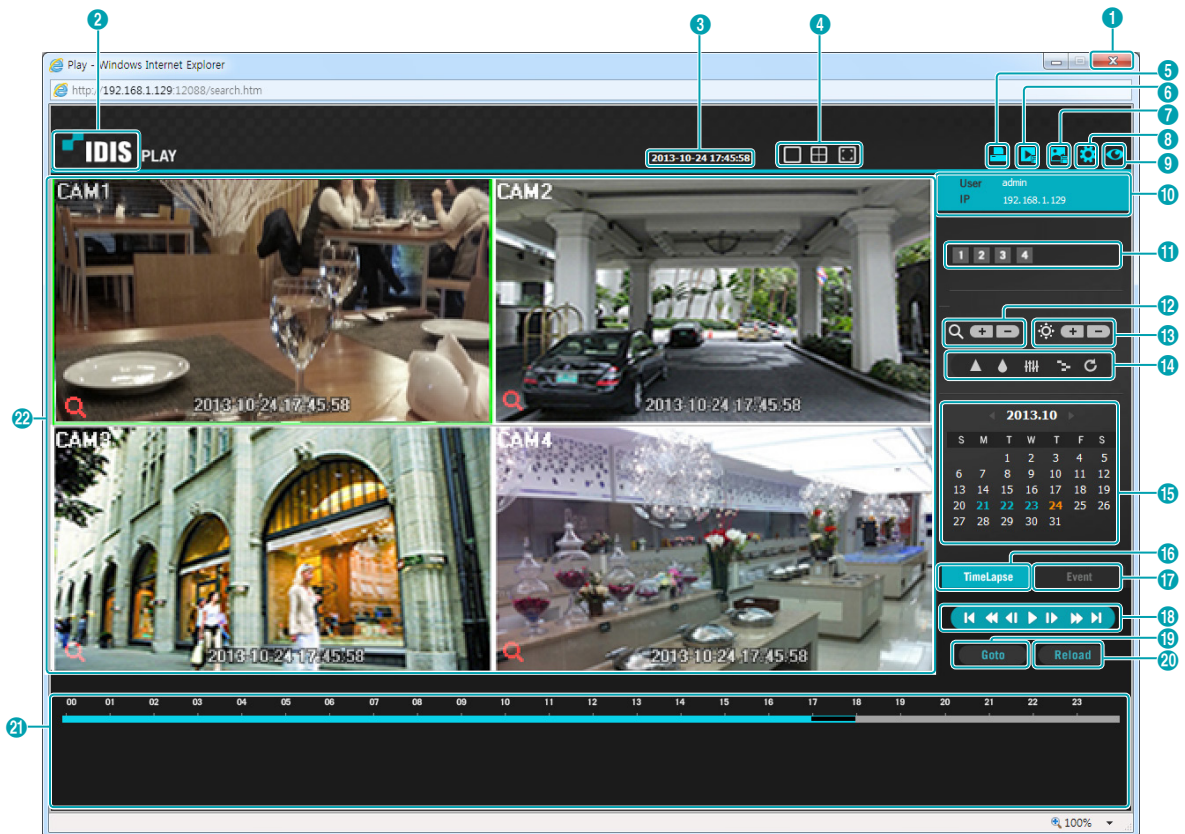 2
3
4
1
Play - Windows Internet Explorer
X
http://192.168.1.129:12088/search.htm
5
6
7
8
9
IDIS PLAY
2013-10-24 17:45:58
User admin
IP 192.168.1.129
10
CAM1
CAM2
1 2 3 4
11
12
13
14
2013-10-24 17:45:58
2013-10-24 17:45:58
22
CAM3
CAM4
2013.10
S M T W T F S
1 2 3 4 5
6 7 8 9 10 11 12
13 14 15 16 17 18 19
20 21 22 23 24 25 26
27 28 29 30 31
15
16
TimeLapse
Event
17
18
19
Goto
Reload
20
2013-10-24 17:45:58
2013-10-24 17:45:58
00 01 02 03 04 05 06 07 08 09 10 11 12 13 14 15 16 17 18 19 20 21 22 23
21
100%